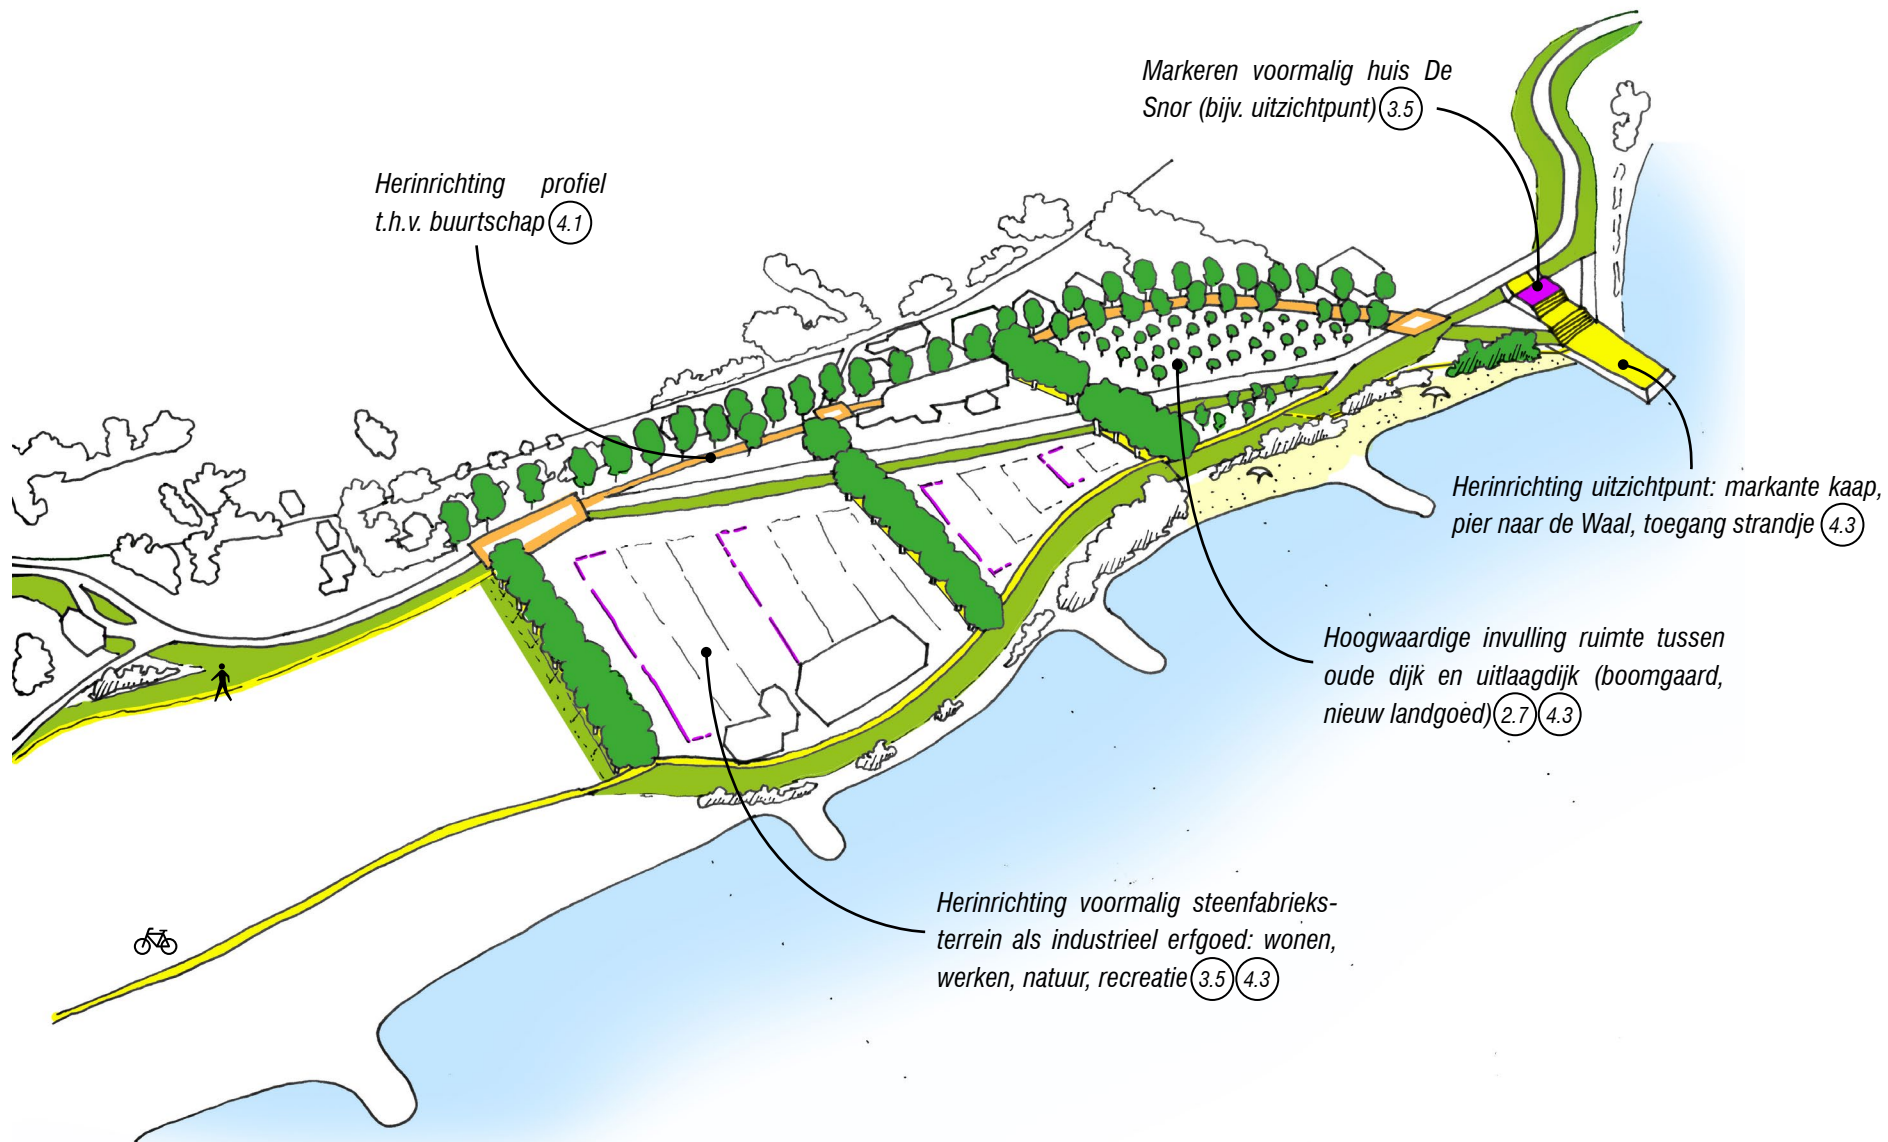 Markeren voormalig huis De
Snor (bijv. uitzichtpunt) 3.5
Herinrichting profiel
t.h.v. buurtschap 4.1
Herinrichting uitzichtpunt: markante kaap,
pier naar de Waal, toegang strandje 4.3
Hoogwaardige invulling ruimte tussen
oude dijk en uitlaagdijk (boomgaard,
nieuw landgoed) 2.7 4.3
Herinrichting voormalig steenfabrieks-
terrein als industrieel erfgoed: wonen,
werken, natuur, recreatie 3.5 4.3